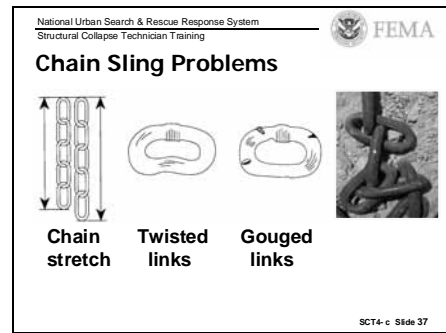 National Urban Search & Rescue Response System
Structural Collapse Technician Training
FEMA
Chain Sling Problems
Chain stretch
Twisted links
Gouged links
SCT4- c Slide 37